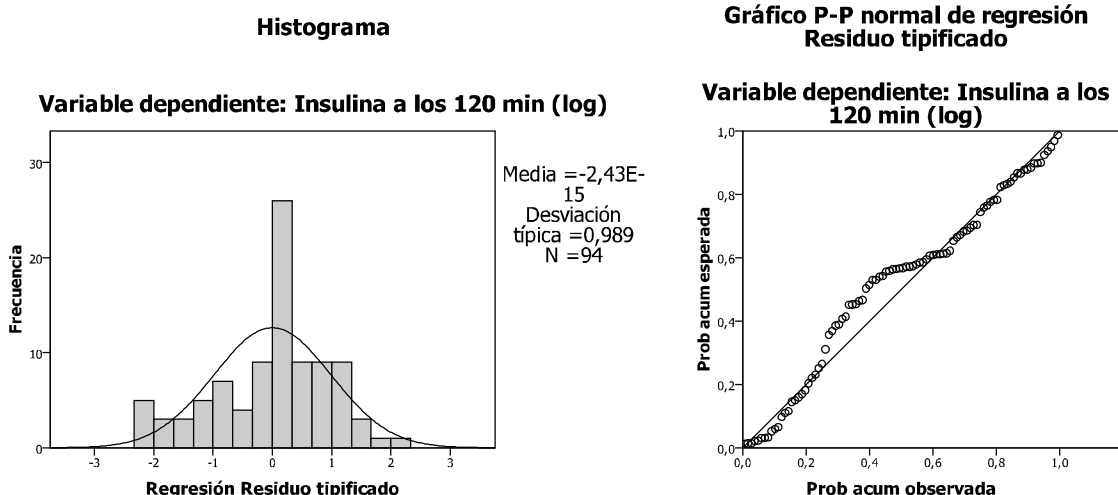 Histograma
Variable dependiente: Insulina a los 120 min (log)
Frecuencia
30
20
10
0
-3
-2
-1
0
1
2
3
Regresión Residuo tipificado
Media =-2,43E-
15
Desviación
típica =0,989
N =94
Gráfico P-P normal de regresión
Residuo tipificado
Variable dependiente: Insulina a los
120 min (log)
Prob acum esperada
1,0
0,8
0,6
0,4
0,2
0,0
0,0
0,2
0,4
0,6
0,8
1,0
Prob acum observada